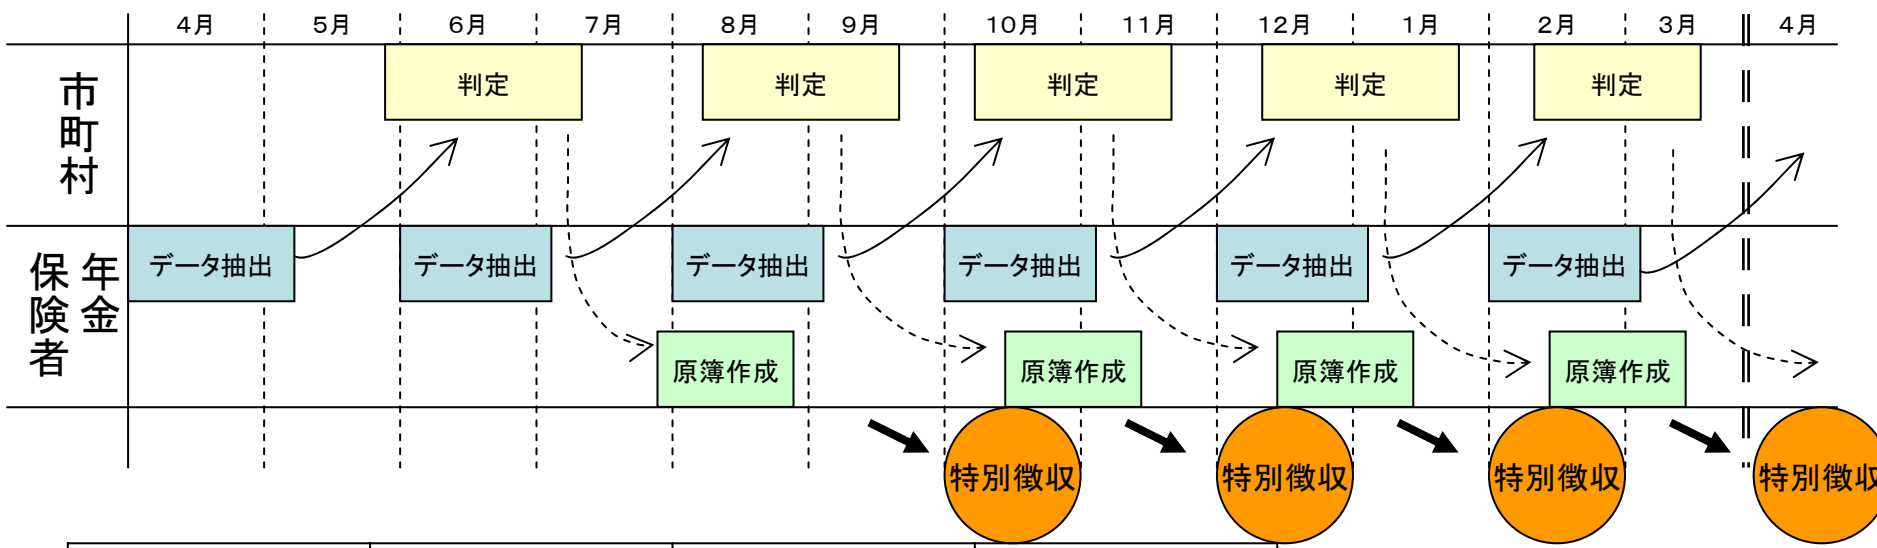 4月 5月 6月 7月 8月 9月 10月 11月 12月 1月 2月 3月 4月
市町村
判定 判定 判定 判定 判定
年金保険者
データ抽出 データ抽出 データ抽出 データ抽出 データ抽出 データ抽出
原簿作成 原簿作成 原簿作成 原簿作成
特別徴収 特別徴収 特別徴収 特別徴収